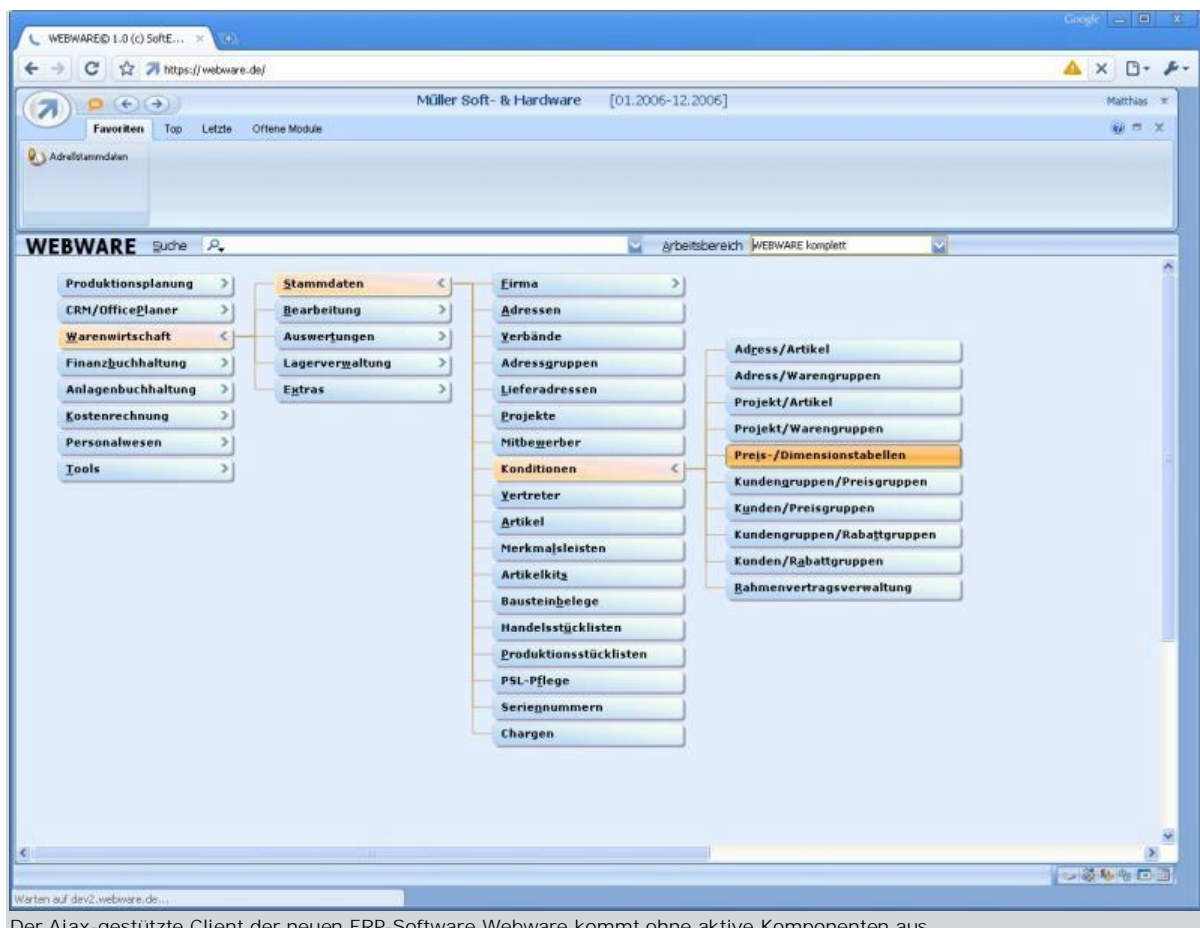 Google
WEBWARE© 1.0 (c) SoftE...
https://webware.de/
Müller Soft- & Hardware [01.2006-12.2006]
Matthias
Favoriten Top Letzte Offene Module
Adreßstammdaten
WEBWARE Suche
Arbeitsbereich WEBWARE komplett
Produktionsplanung
CRM/OfficePlaner
Warenwirtschaft
Finanzbuchhaltung
Anlagenbuchhaltung
Kostenrechnung
Personalwesen
Tools
Stammdaten
Bearbeitung
Auswertungen
Lagerverwaltung
Extras
Firma
Adressen
Verbände
Adressgruppen
Lieferadressen
Projekte
Mitbewerber
Konditionen
Vertreter
Artikel
Merkmalsleisten
Artikelkits
Bausteinbelege
Handelsstücklisten
Produktionsstücklisten
PSL-Pflege
Seriennummern
Chargen
Adress/Artikel
Adress/Warengruppen
Projekt/Artikel
Projekt/Warengruppen
Preis-/Dimensionstabellen
Kundengruppen/Preisgruppen
Kunden/Preisgruppen
Kundengruppen/Rabattgruppen
Kunden/Rabattgruppen
Rahmenvertragsverwaltung
Warten auf dev2.webware.de...
Der Ajax-gestützte Client der neuen ERP-Software Webware kommt ohne aktive Komponenten aus